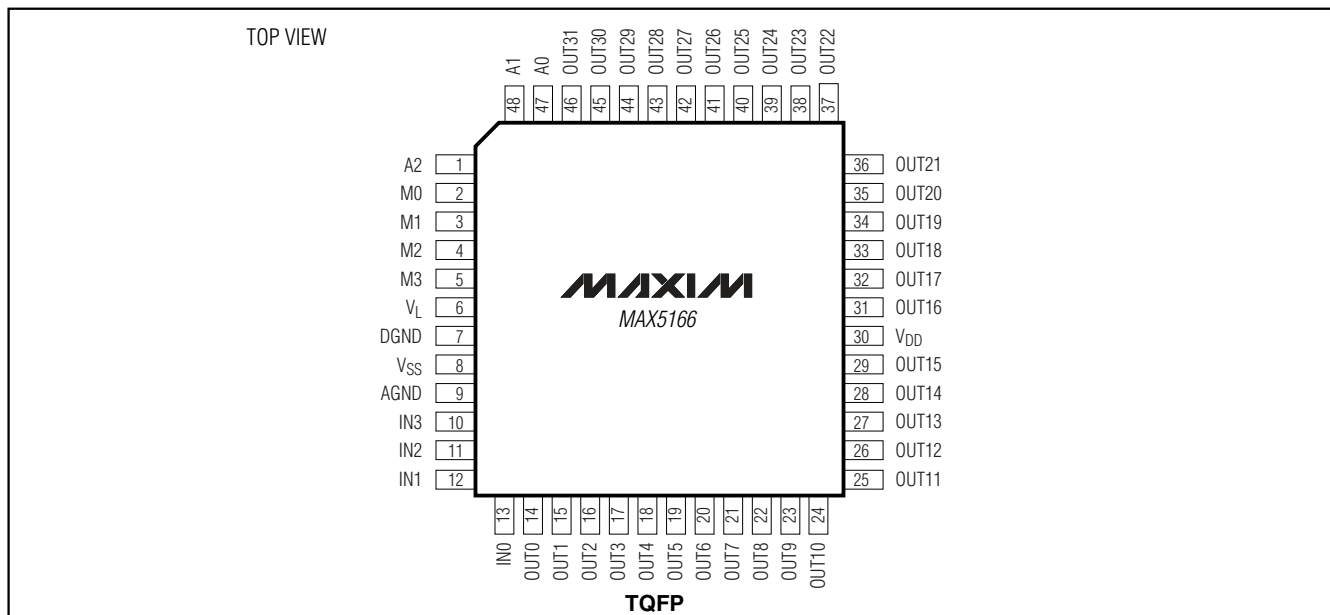 TOP VIEW
A1
A0
OUT31
OUT30
OUT29
OUT28
OUT27
OUT26
OUT25
OUT24
OUT23
OUT22
48
47
46
45
44
43
42
41
40
39
38
37
A2 1
M0 2
M1 3
M2 4
M3 5
VL 6
DGND 7
VSS 8
AGND 9
IN3 10
IN2 11
IN1 12
MAXIM
MAX5166
36 OUT21
35 OUT20
34 OUT19
33 OUT18
32 OUT17
31 OUT16
30 VDD
29 OUT15
28 OUT14
27 OUT13
26 OUT12
25 OUT11
13
14
15
16
17
18
19
20
21
22
23
24
IN0
OUT0
OUT1
OUT2
OUT3
OUT4
OUT5
OUT6
OUT7
OUT8
OUT9
OUT10
TQFP